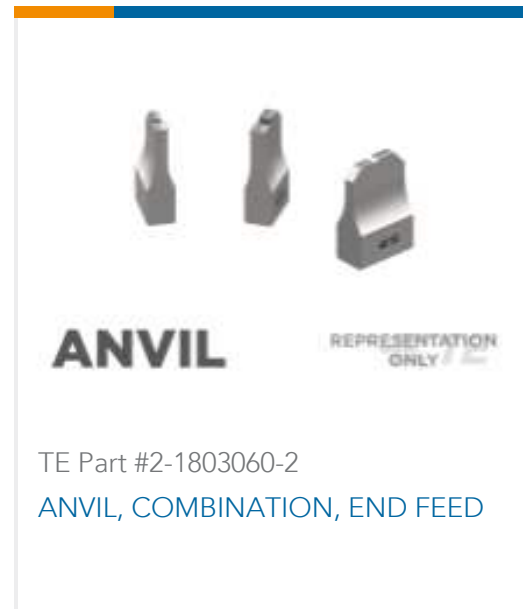 ANVIL
REPRESENTATION
ONLY
TE Part #2-1803060-2
ANVIL, COMBINATION, END FEED